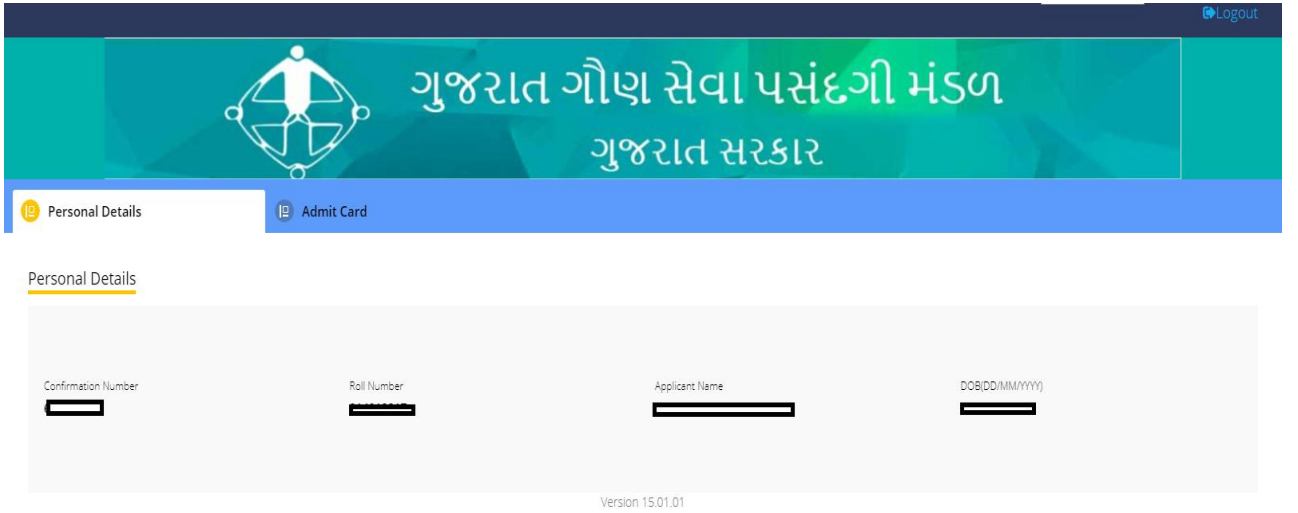 Logout
ગુજરાત ગૌણ સેવા પસંદગી મંડળ
ગુજરાત સરકાર
Personal Details
Admit Card
Personal Details
Confirmation Number
Roll Number
Applicant Name
DOB(DD/MM/YYYY)
Version 15.01.01